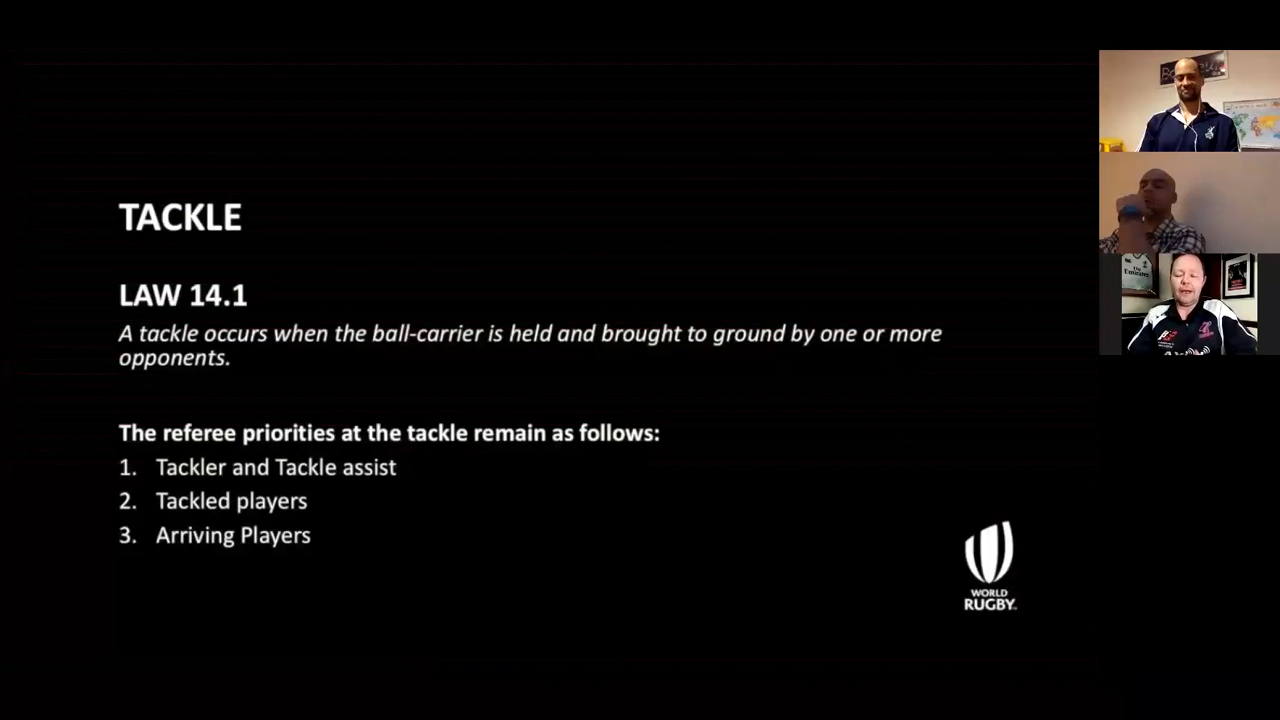 TACKLE
LAW 14.1
A tackle occurs when the ball-carrier is held and brought to ground by one or more
opponents.
The referee priorities at the tackle remain as follows:
1. Tackler and Tackle assist
2. Tackled players
3. Arriving Players
WORLD
RUGBY
Emirates